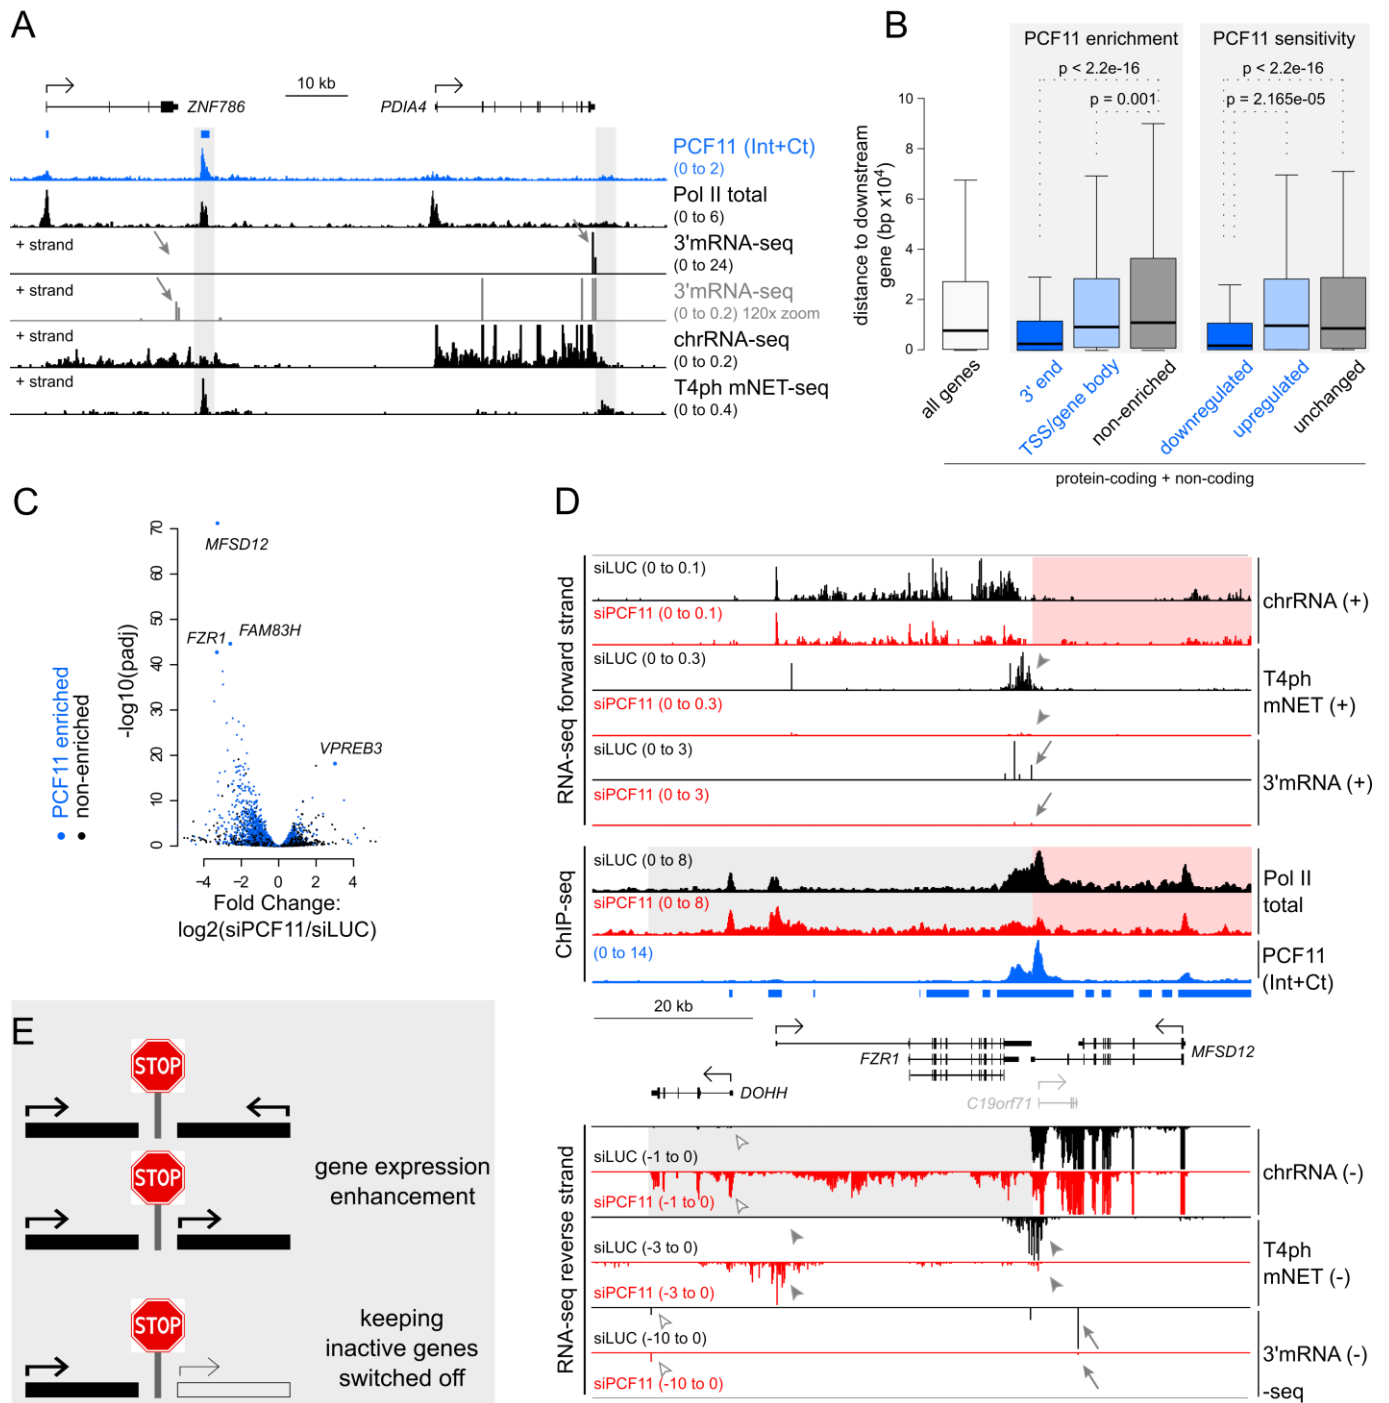 A
10 kb
ZNF786
PDIA4
PCF11 (Int+Ct)
(0 to 2)
Pol II total
(0 to 6)
+ strand
3'mRNA-seq
(0 to 24)
+ strand
3'mRNA-seq
(0 to 0.2) 120x zoom
+ strand
chrRNA-seq
(0 to 0.2)
+ strand
T4ph mNET-seq
(0 to 0.4)
B
PCF11 enrichment
PCF11 sensitivity
p < 2.2e-16
p < 2.2e-16
p = 0.001
p = 2.165e-05
distance to downstream
gene (bp x10⁴)
10
8
6
4
2
0
all genes
3' end
TSS/gene body
non-enriched
downregulated
upregulated
unchanged
protein-coding + non-coding
C
PCF11 enriched
non-enriched
-log10(padj)
70
60
50
40
30
20
10
0
MFSD12
FZR1
FAM83H
VPREB3
−4
−2
0
2
4
Fold Change:
log2(siPCF11/siLUC)
D
RNA-seq forward strand
siLUC (0 to 0.1)
siPCF11 (0 to 0.1)
chrRNA (+)
siLUC (0 to 0.3)
siPCF11 (0 to 0.3)
T4ph
mNET (+)
siLUC (0 to 3)
siPCF11 (0 to 3)
3'mRNA (+)
ChIP-seq
siLUC (0 to 8)
siPCF11 (0 to 8)
Pol II
total
(0 to 14)
PCF11
(Int+Ct)
20 kb
FZR1
MFSD12
DOHH
C19orf71
RNA-seq reverse strand
siLUC (-1 to 0)
siPCF11 (-1 to 0)
chrRNA (-)
siLUC (-3 to 0)
siPCF11 (-3 to 0)
T4ph
mNET (-)
siLUC (-10 to 0)
siPCF11 (-10 to 0)
3'mRNA (-)
-seq
E
STOP
STOP
gene expression
enhancement
STOP
keeping
inactive genes
switched off